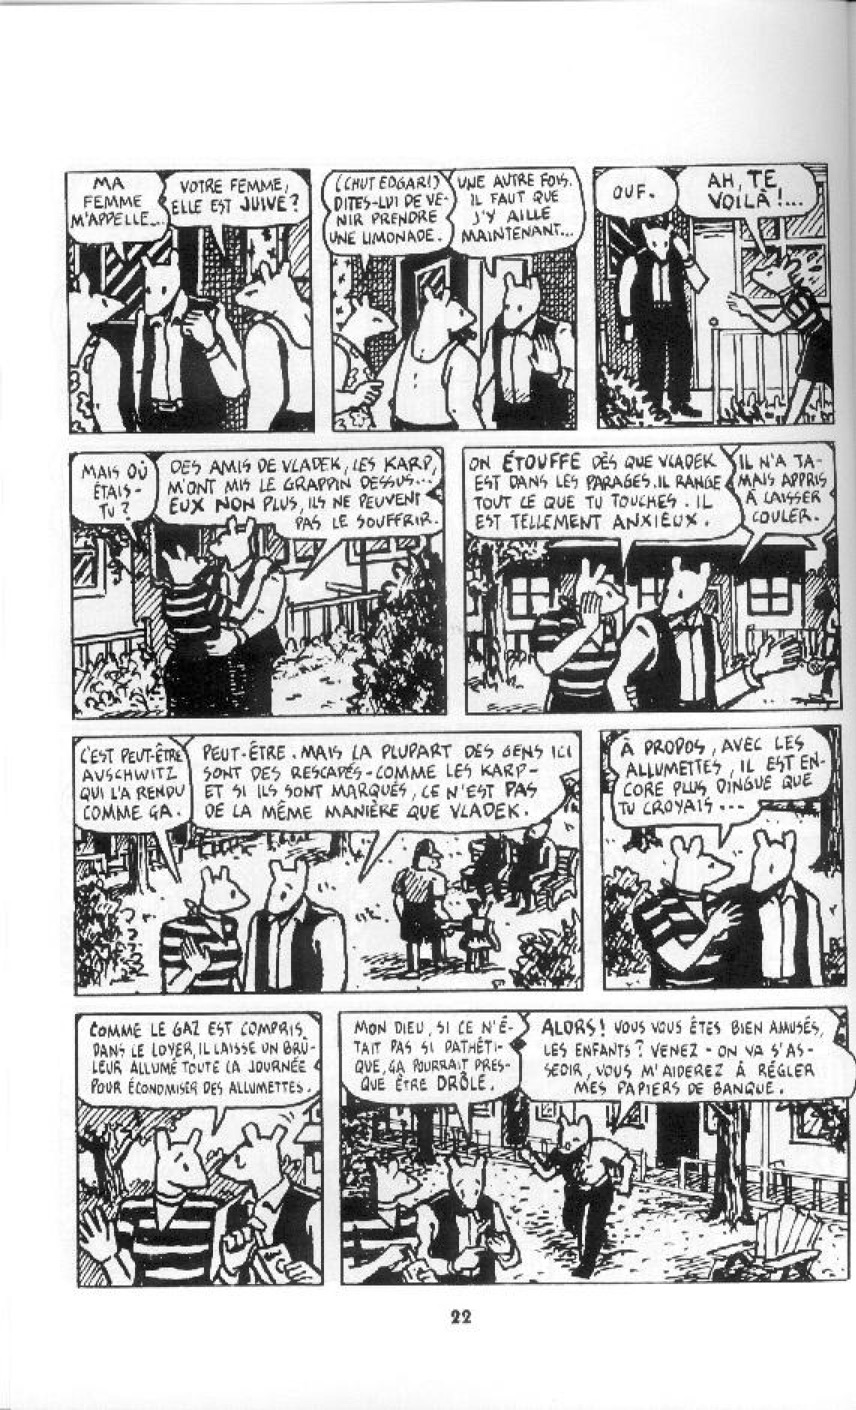 MA
FEMME
M'APPELLE...
VOTRE FEMME,
ELLE EST JUIVE?
(CHUT EDGAR!)
DITES-LUI DE VE-
NIR PRENDRE
UNE LIMONADE.
UNE AUTRE FOIS.
IL FAUT QUE
J'Y AILLE
MAINTENANT...
OUF.
AH, TE
VOILÀ!...
MAIS OÙ
ÉTAIS-
TU?
DES AMIS DE VLADEK, LES KARP,
M'ONT MIS LE GRAPPIN DESSUS...
EUX NON PLUS, ILS NE PEUVENT
PAS LE SOUFFRIR.
ON ÉTOUFFE DÈS QUE VLADEK
EST DANS LES PARAGES. IL RANGE
TOUT CE QUE TU TOUCHES. IL
EST TELLEMENT ANXIEUX.
IL N'A JA-
MAIS APPRIS
À LAISSER
COULER.
C'EST PEUT-ÊTRE
AUSCHWITZ
QUI L'A RENDU
COMME ÇA.
PEUT-ÊTRE. MAIS LA PLUPART DES GENS ICI
SONT DES RESCAPÉS - COMME LES KARP -
ET SI ILS SONT MARQUÉS, CE N'EST PAS
DE LA MÊME MANIÈRE QUE VLADEK.
À PROPOS, AVEC LES
ALLUMETTES, IL EST EN-
CORE PLUS DINGUE QUE
TU CROYAIS...
COMME LE GAZ EST COMPRIS
DANS LE LOYER, IL LAISSE UN BRÛ-
LEUR ALLUMÉ TOUTE LA JOURNÉE
POUR ÉCONOMISER DES ALLUMETTES.
MON DIEU, SI CE N'É-
TAIT PAS SI PATHÉTI-
QUE, ÇA POURRAIT PRES-
QUE ÊTRE DRÔLE.
ALORS! VOUS VOUS ÊTES BIEN AMUSÉS,
LES ENFANTS? VENEZ - ON VA S'AS-
SEOIR, VOUS M'AIDEREZ À RÉGLER
MES PAPIERS DE BANQUE.
22